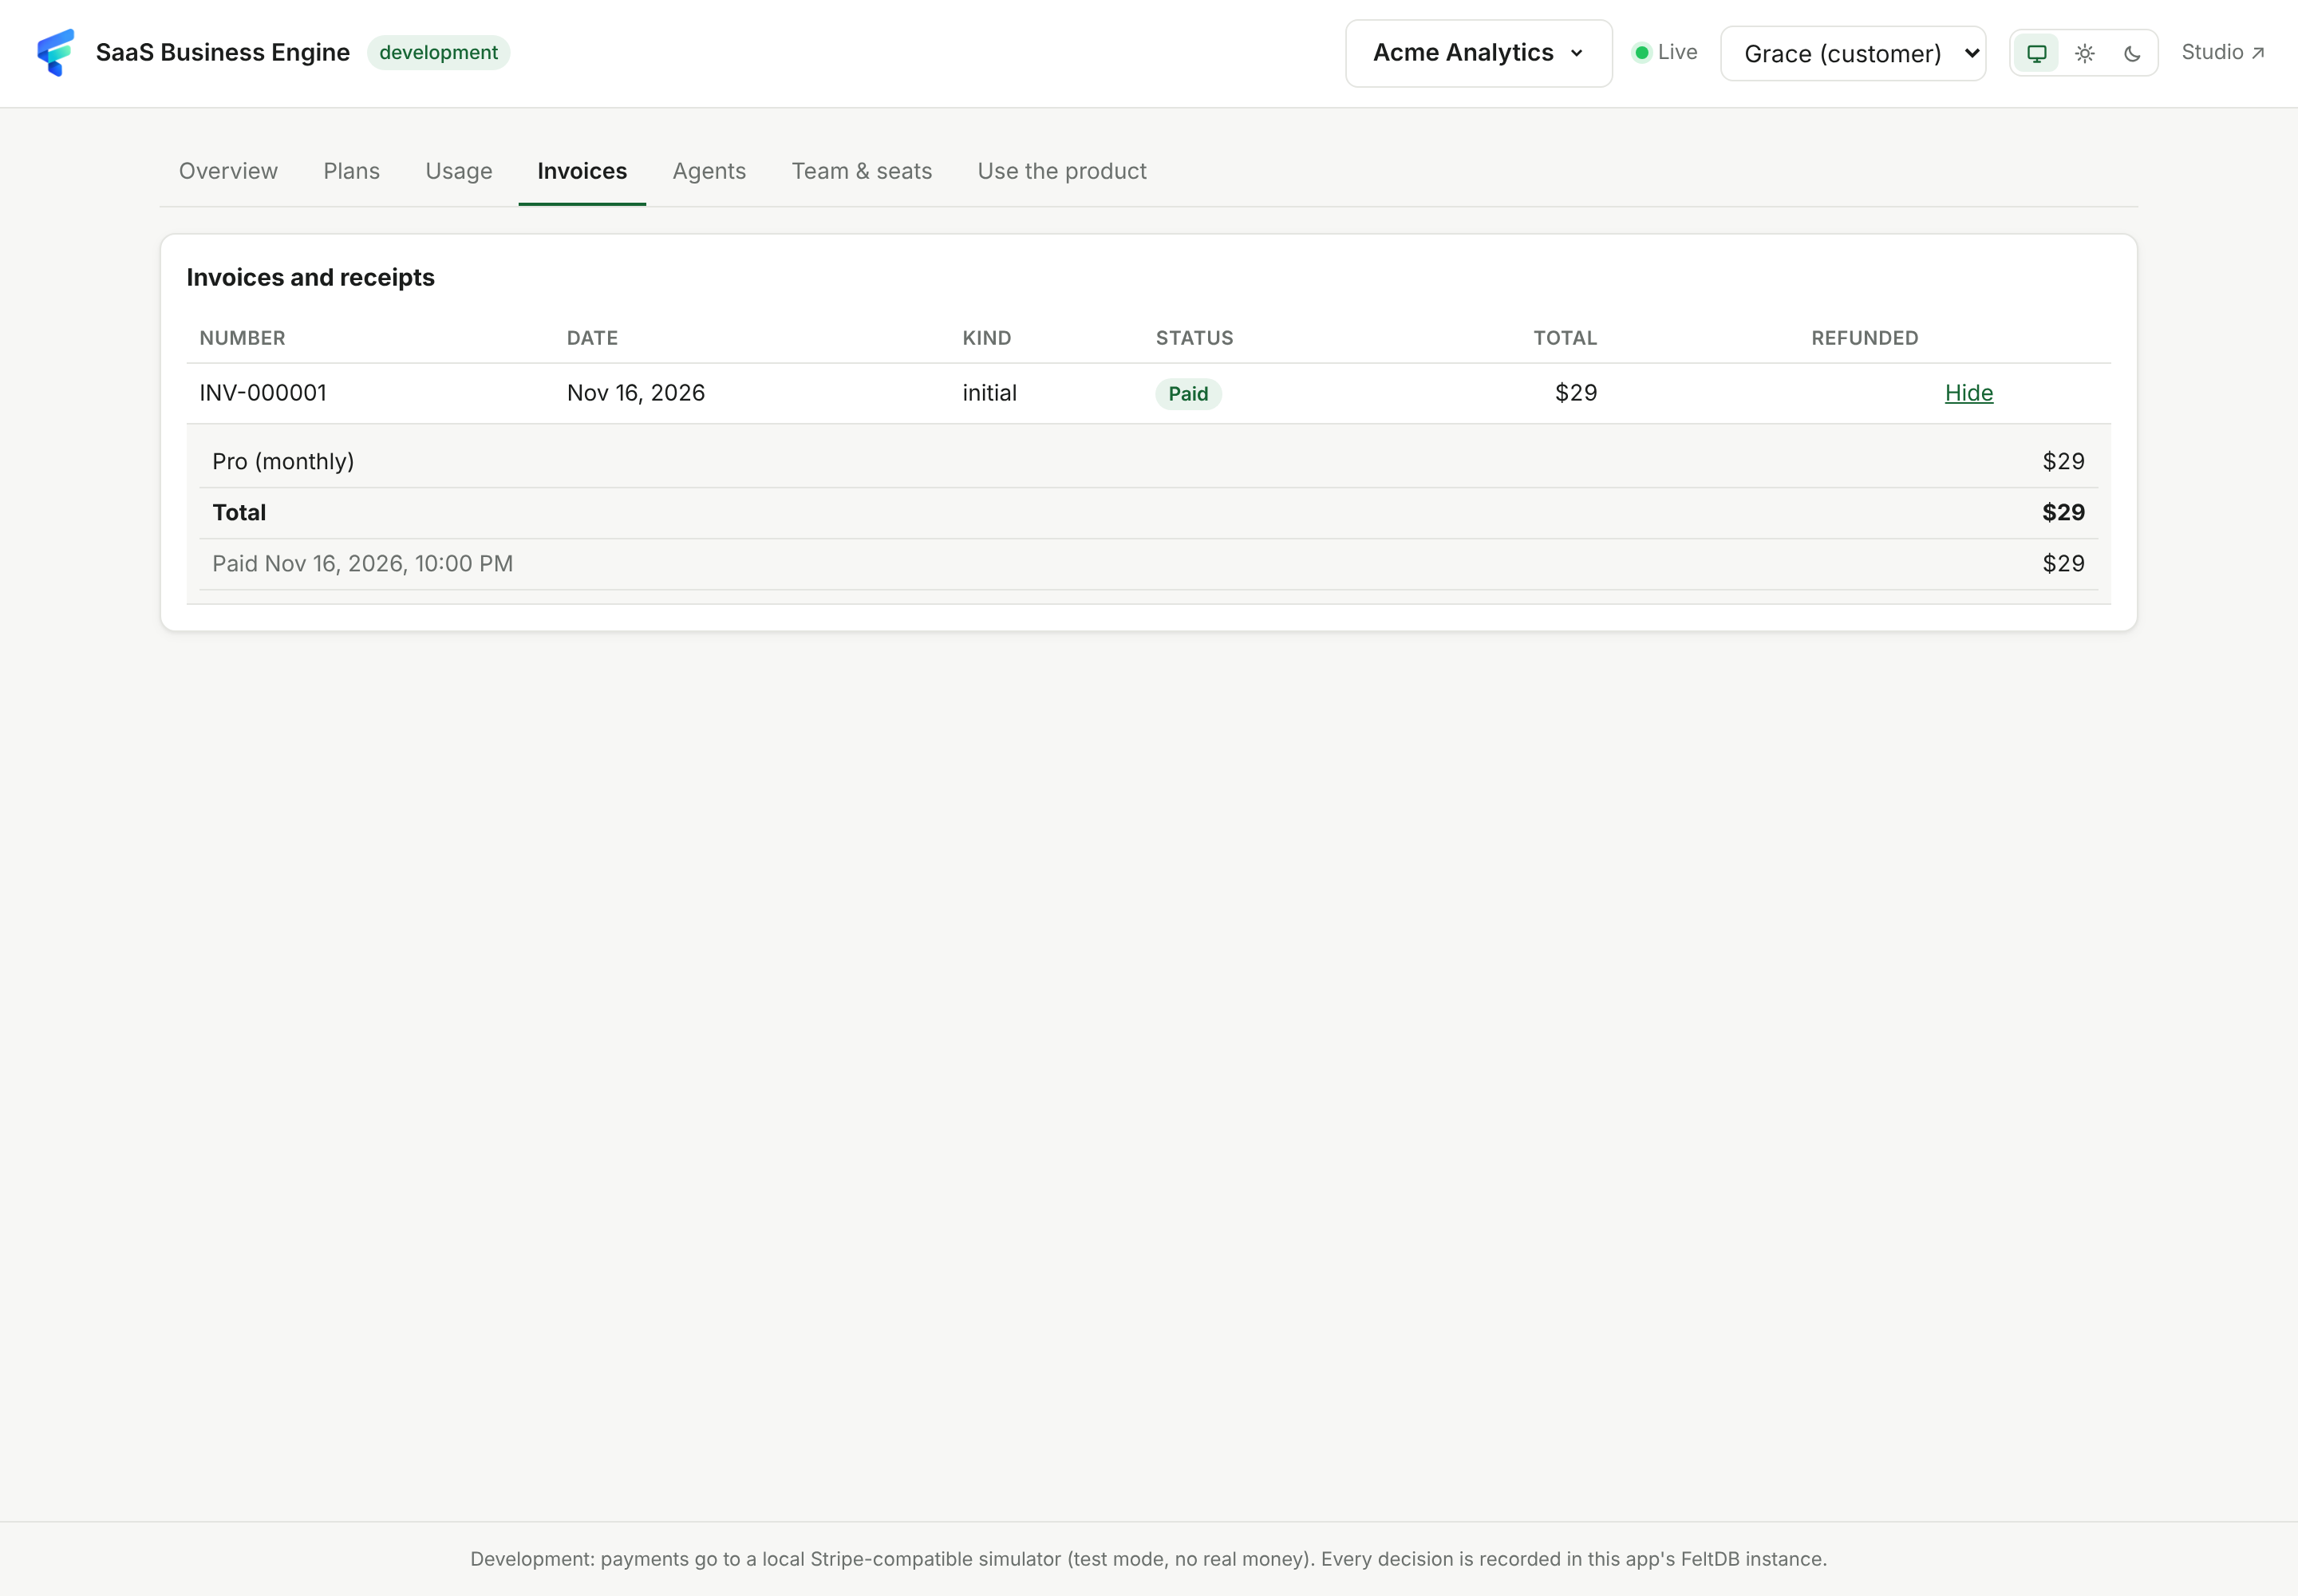 SaaS Business Engine development Acme Analytics Live Grace (customer) Studio ↗
Overview Plans Usage Invoices Agents Team & seats Use the product
Invoices and receipts
NUMBER DATE KIND STATUS TOTAL REFUNDED
INV-000001 Nov 16, 2026 initial Paid $29 Hide
Pro (monthly) $29
Total $29
Paid Nov 16, 2026, 10:00 PM $29
Development: payments go to a local Stripe-compatible simulator (test mode, no real money). Every decision is recorded in this app's FeltDB instance.